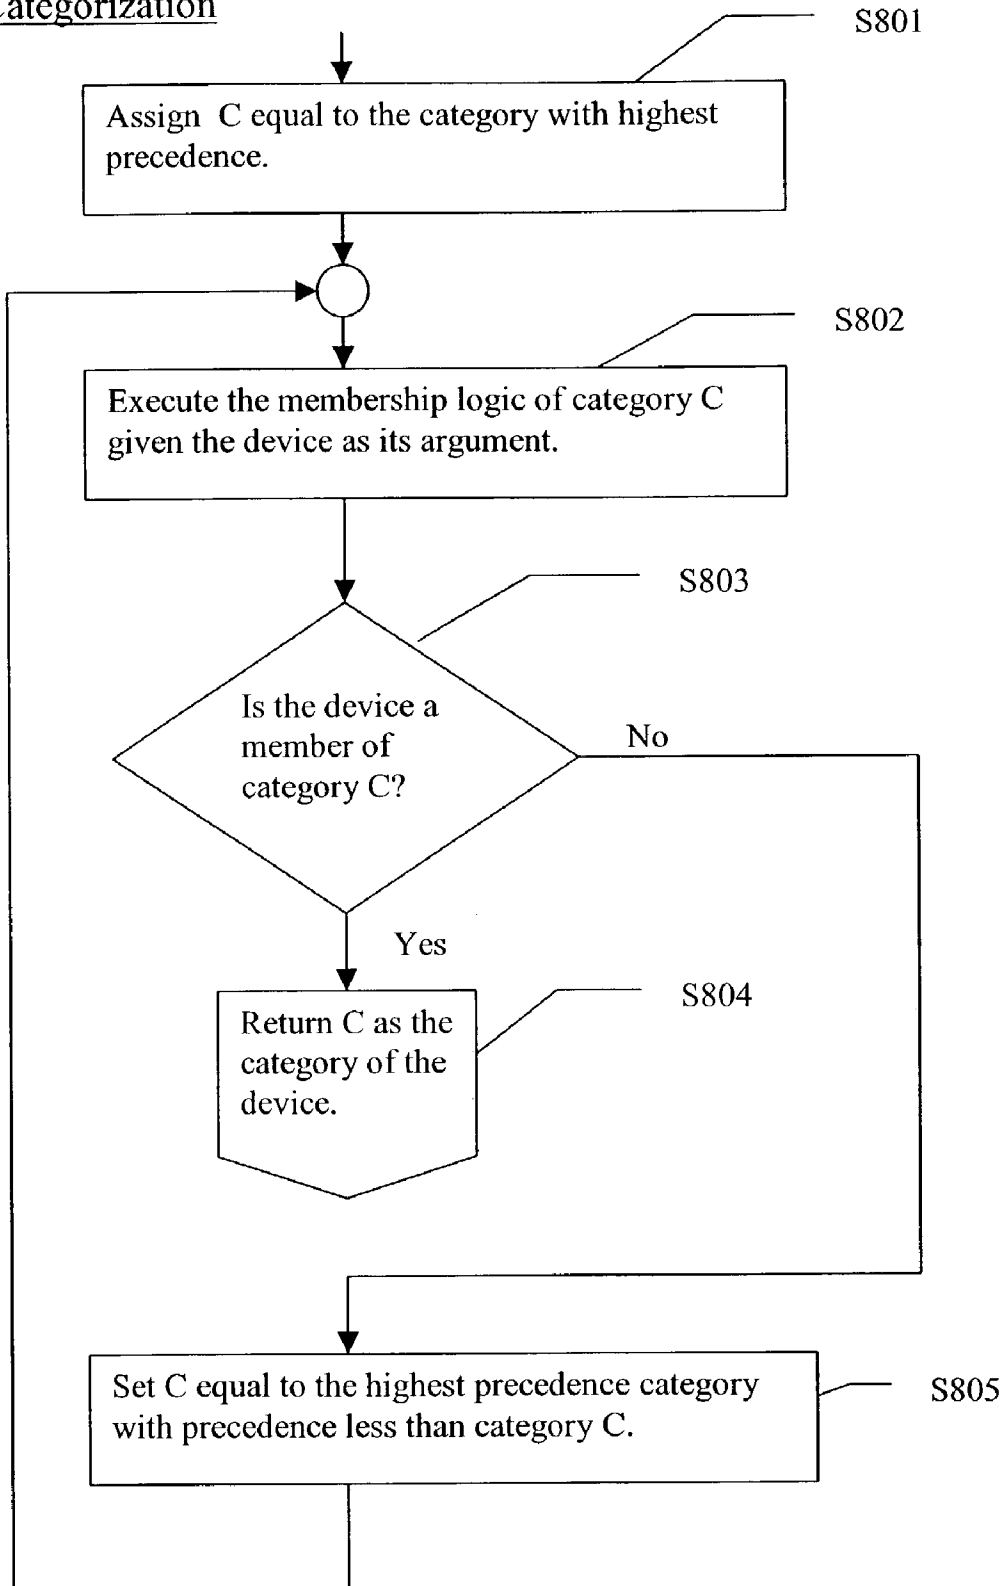 Categorization
S801
Assign C equal to the category with highest
precedence.
S802
Execute the membership logic of category C
given the device as its argument.
S803
Is the device a
member of
category C?
No
Yes
S804
Return C as the
category of the
device.
S805
Set C equal to the highest precedence category
with precedence less than category C.